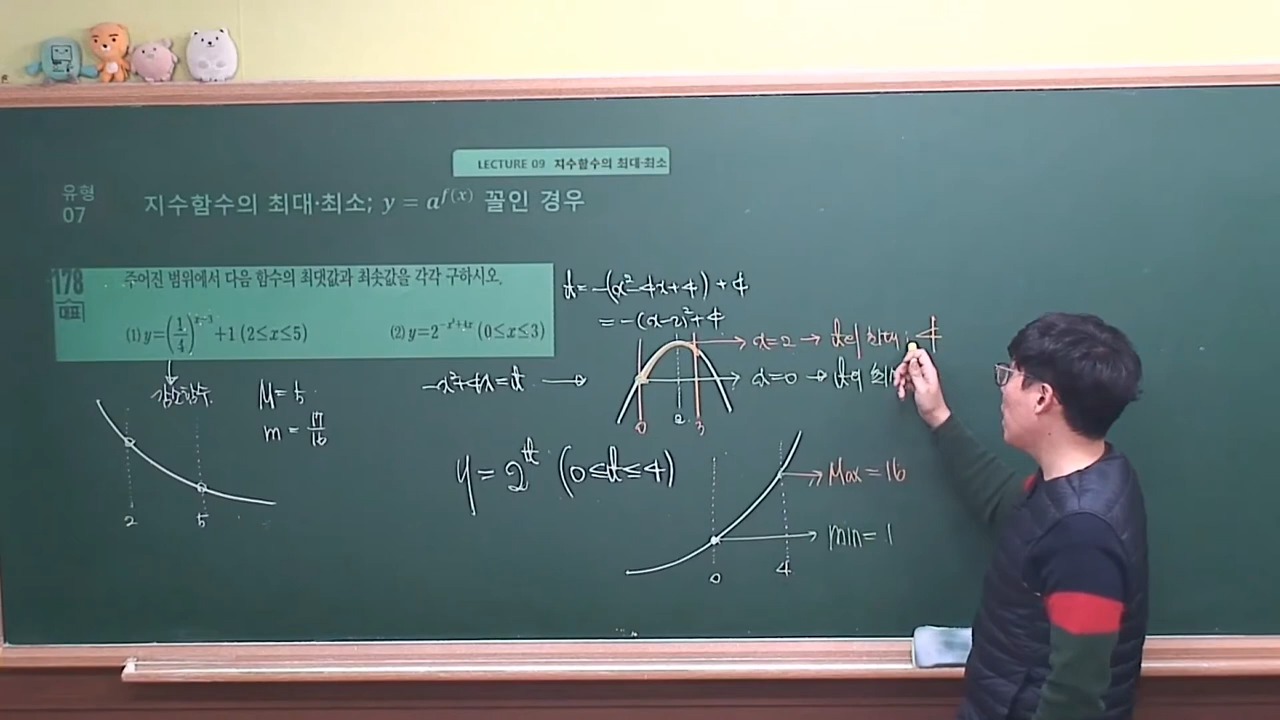 LECTURE 09 지수함수의 최대·최소
유형 07
지수함수의 최대·최소; y = a^{f(x)} 꼴인 경우
178
대표
주어진 범위에서 다음 함수의 최댓값과 최솟값을 각각 구하시오.
(1) y=(1/4)^{x-3}+1 (2≤x≤5)
(2) y=2^{-x²+4x} (0≤x≤3)
감소함수
M = 5
m = 17/16
2 5
t = -(x²-4x+4)+4
= -(x-2)²+4
-x²+4x=t →
x=2 → t의 최대: 4
x=0 → t의
0 2 3
y = 2^t (0≤t≤4)
Max = 16
min = 1
0 4